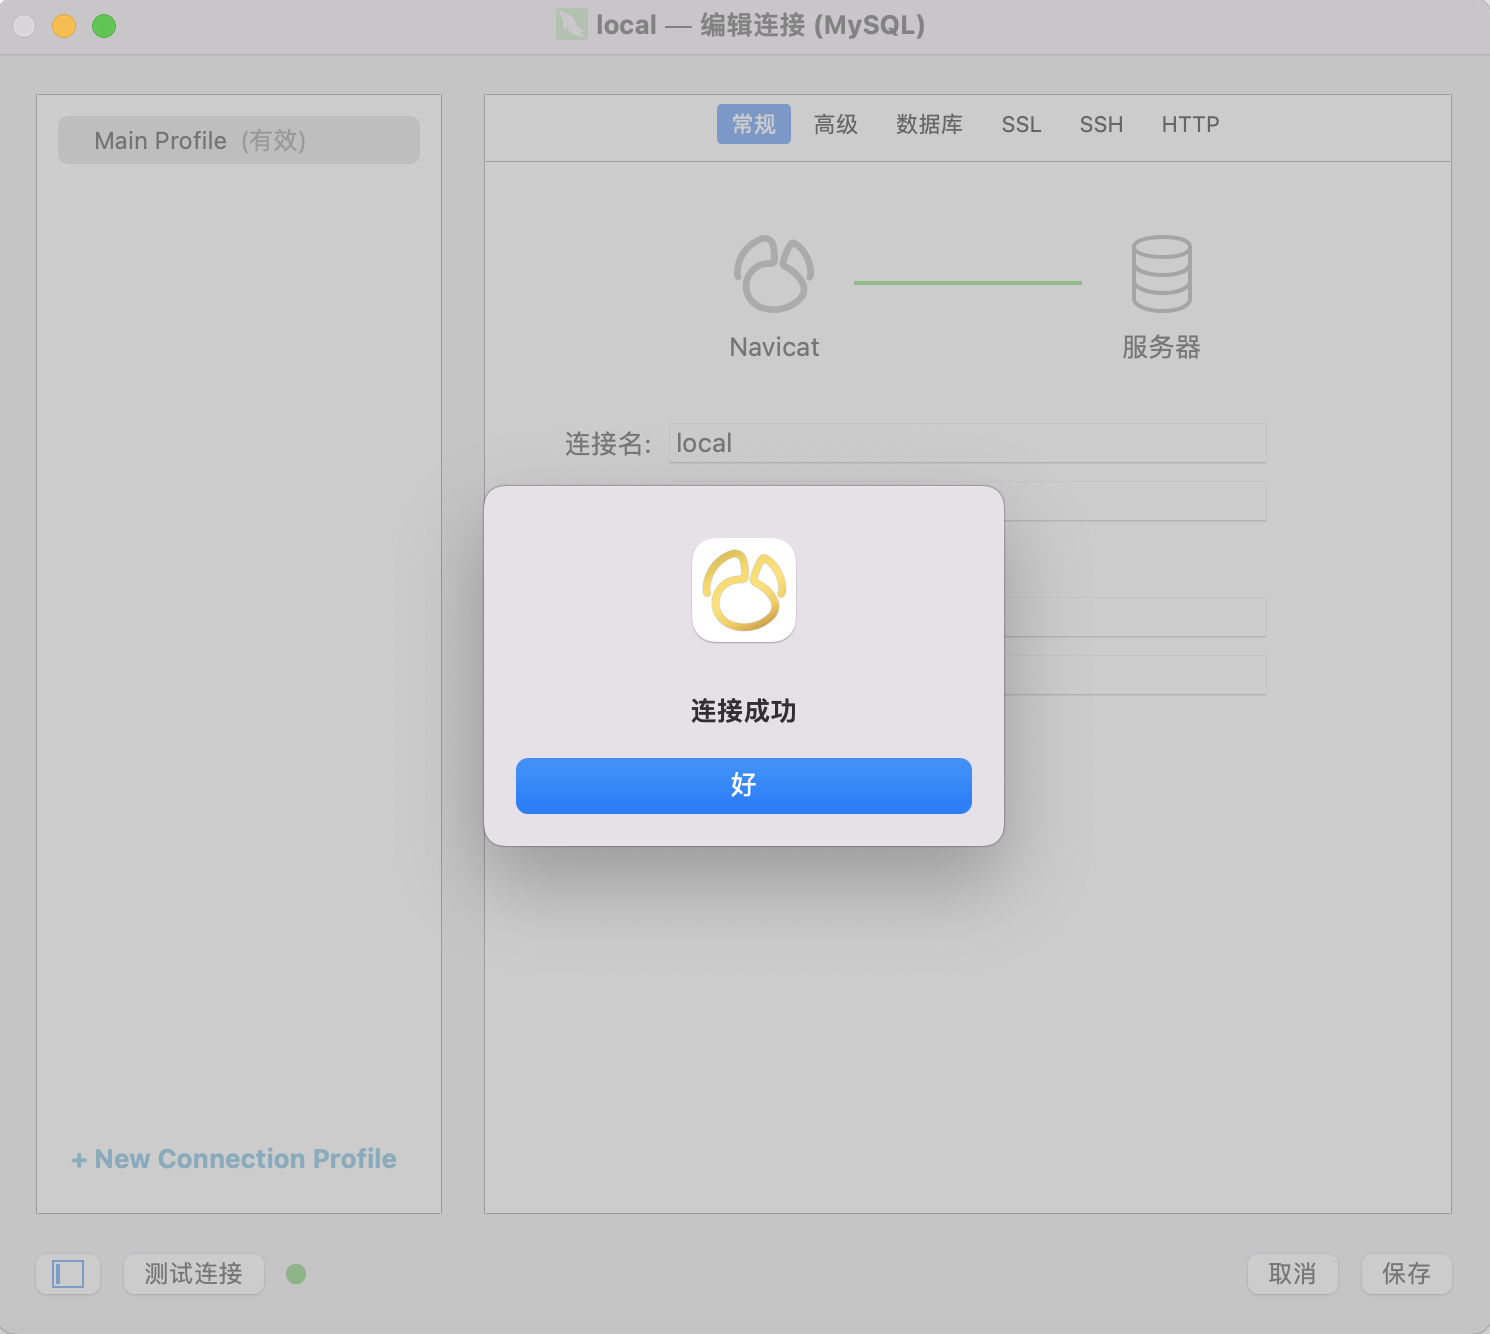 local — 编辑连接 (MySQL)
Main Profile (有效)
常规 高级 数据库 SSL SSH HTTP
Navicat 服务器
连接名: local
连接成功
好
+ New Connection Profile
测试连接 取消 保存